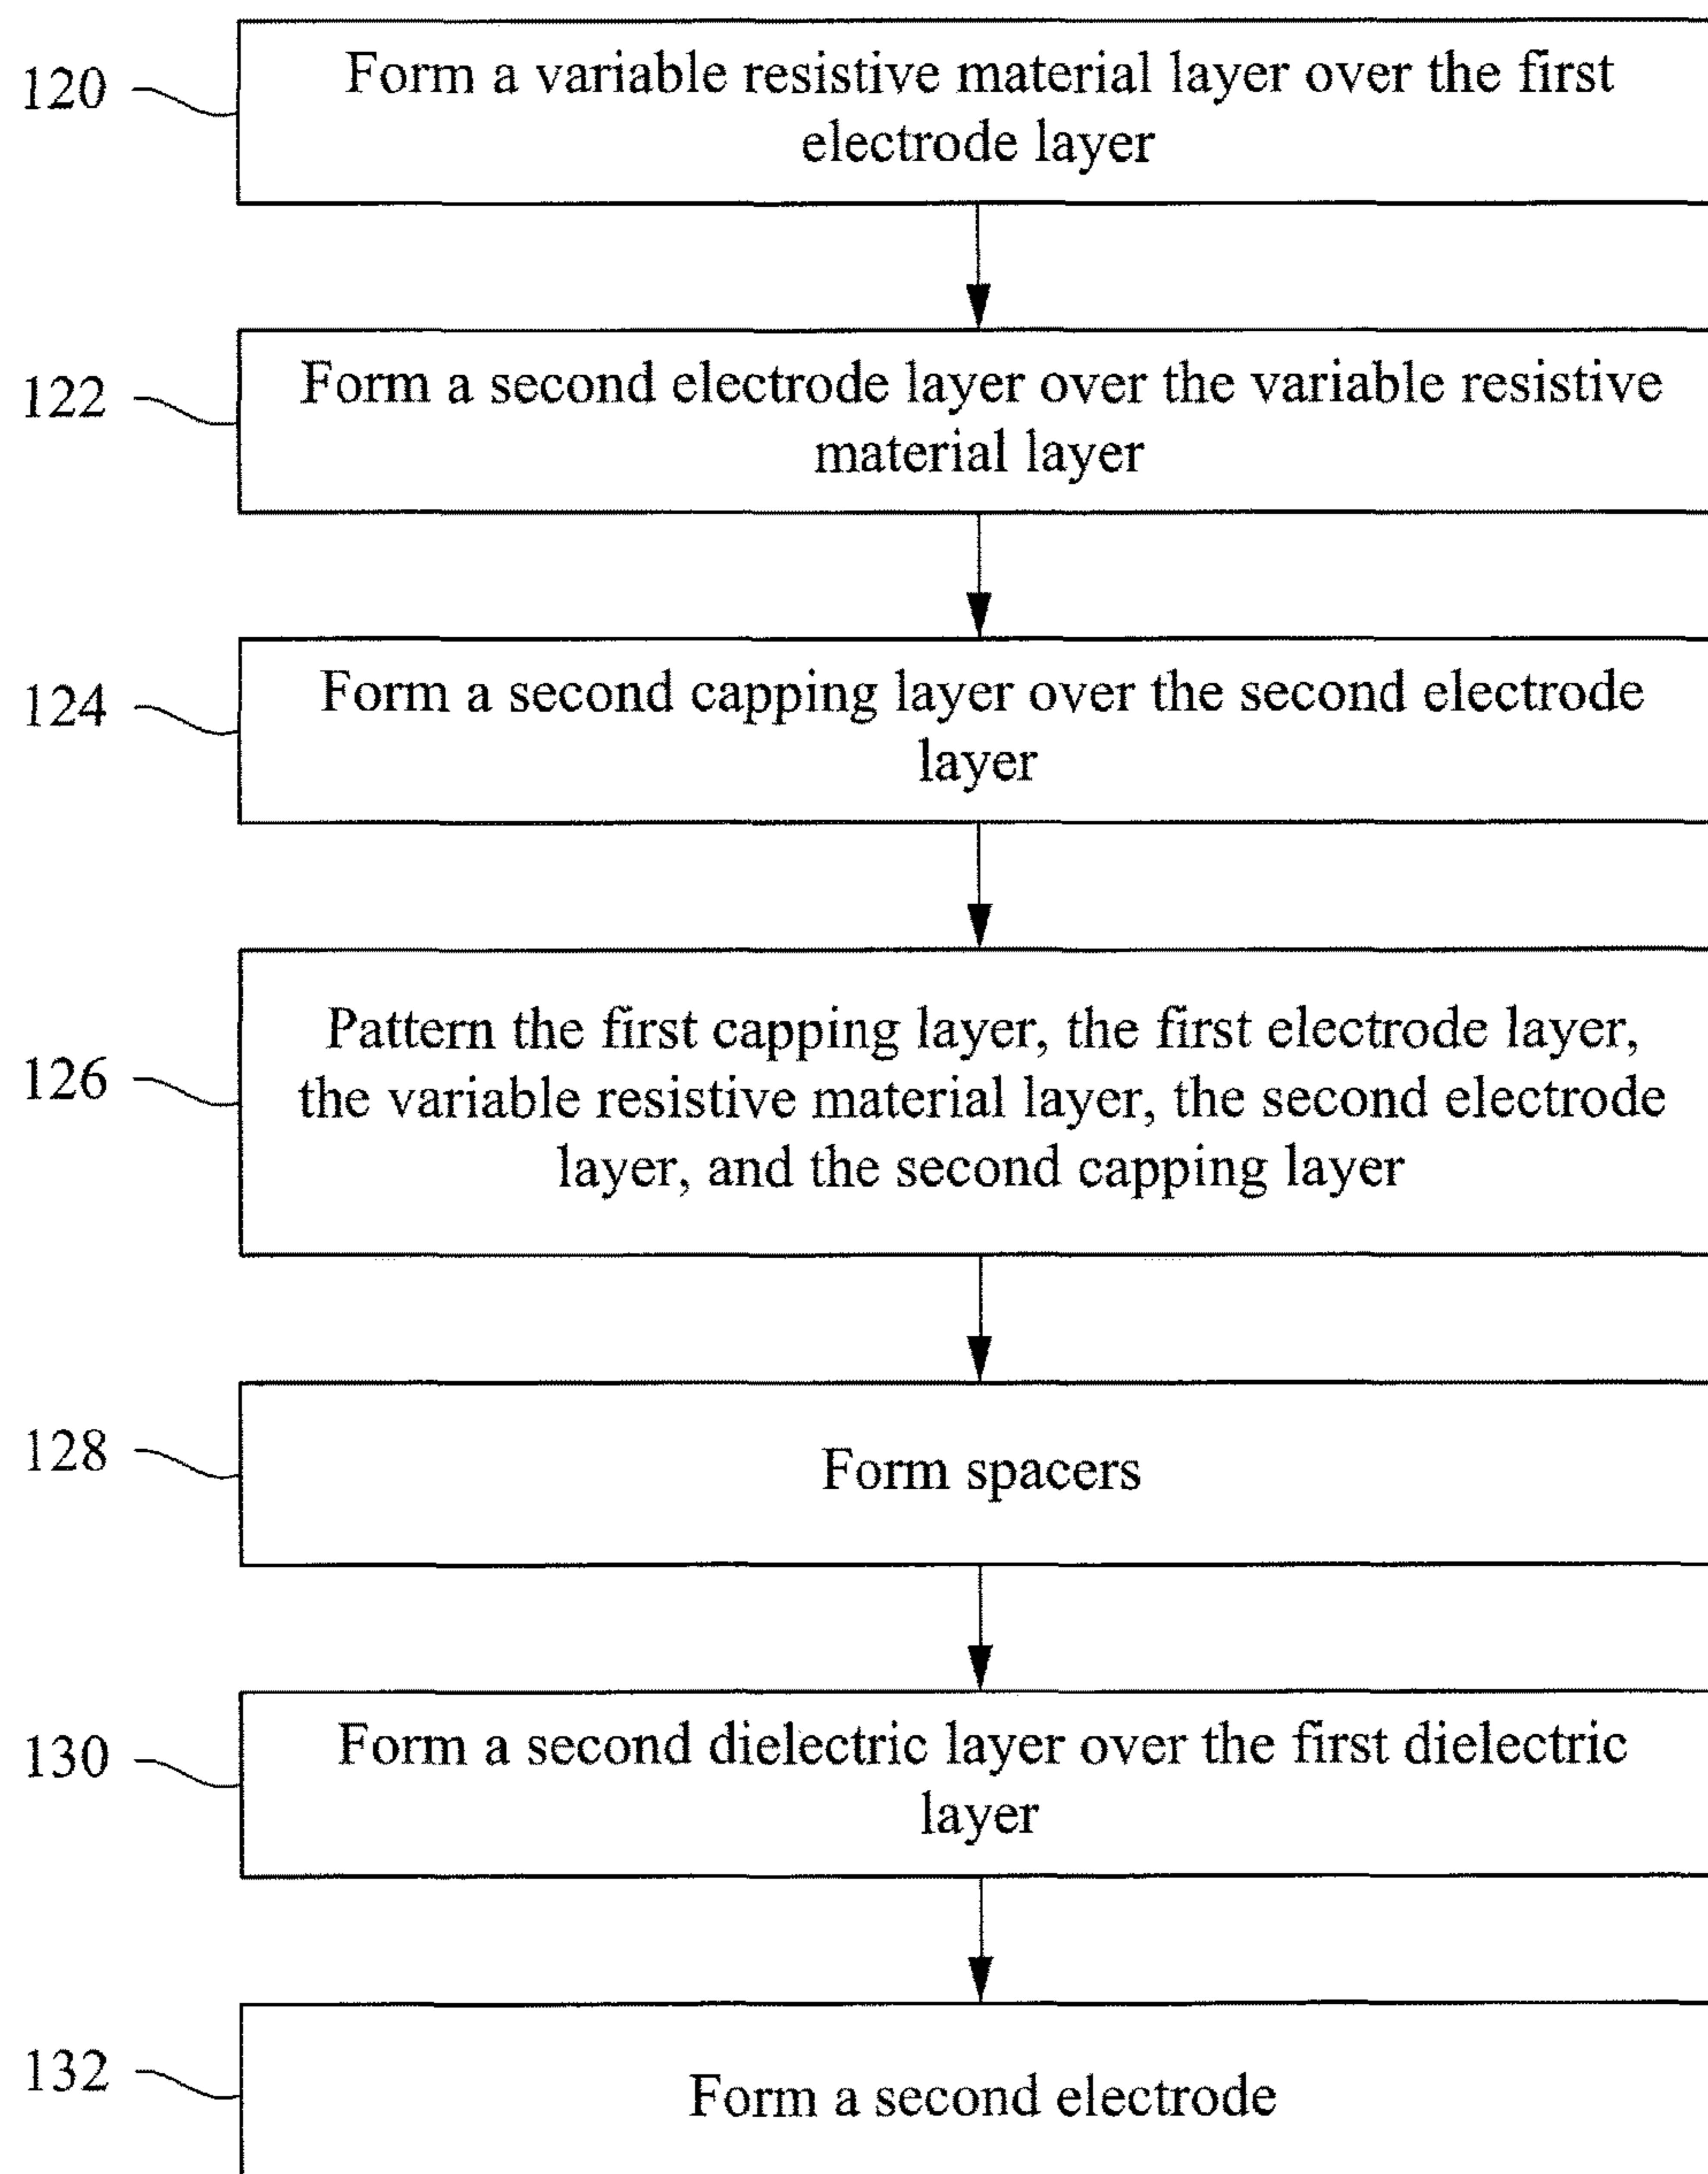 120
Form a variable resistive material layer over the first
electrode layer
122
Form a second electrode layer over the variable resistive
material layer
124
Form a second capping layer over the second electrode
layer
126
Pattern the first capping layer, the first electrode layer,
the variable resistive material layer, the second electrode
layer, and the second capping layer
128
Form spacers
130
Form a second dielectric layer over the first dielectric
layer
132
Form a second electrode